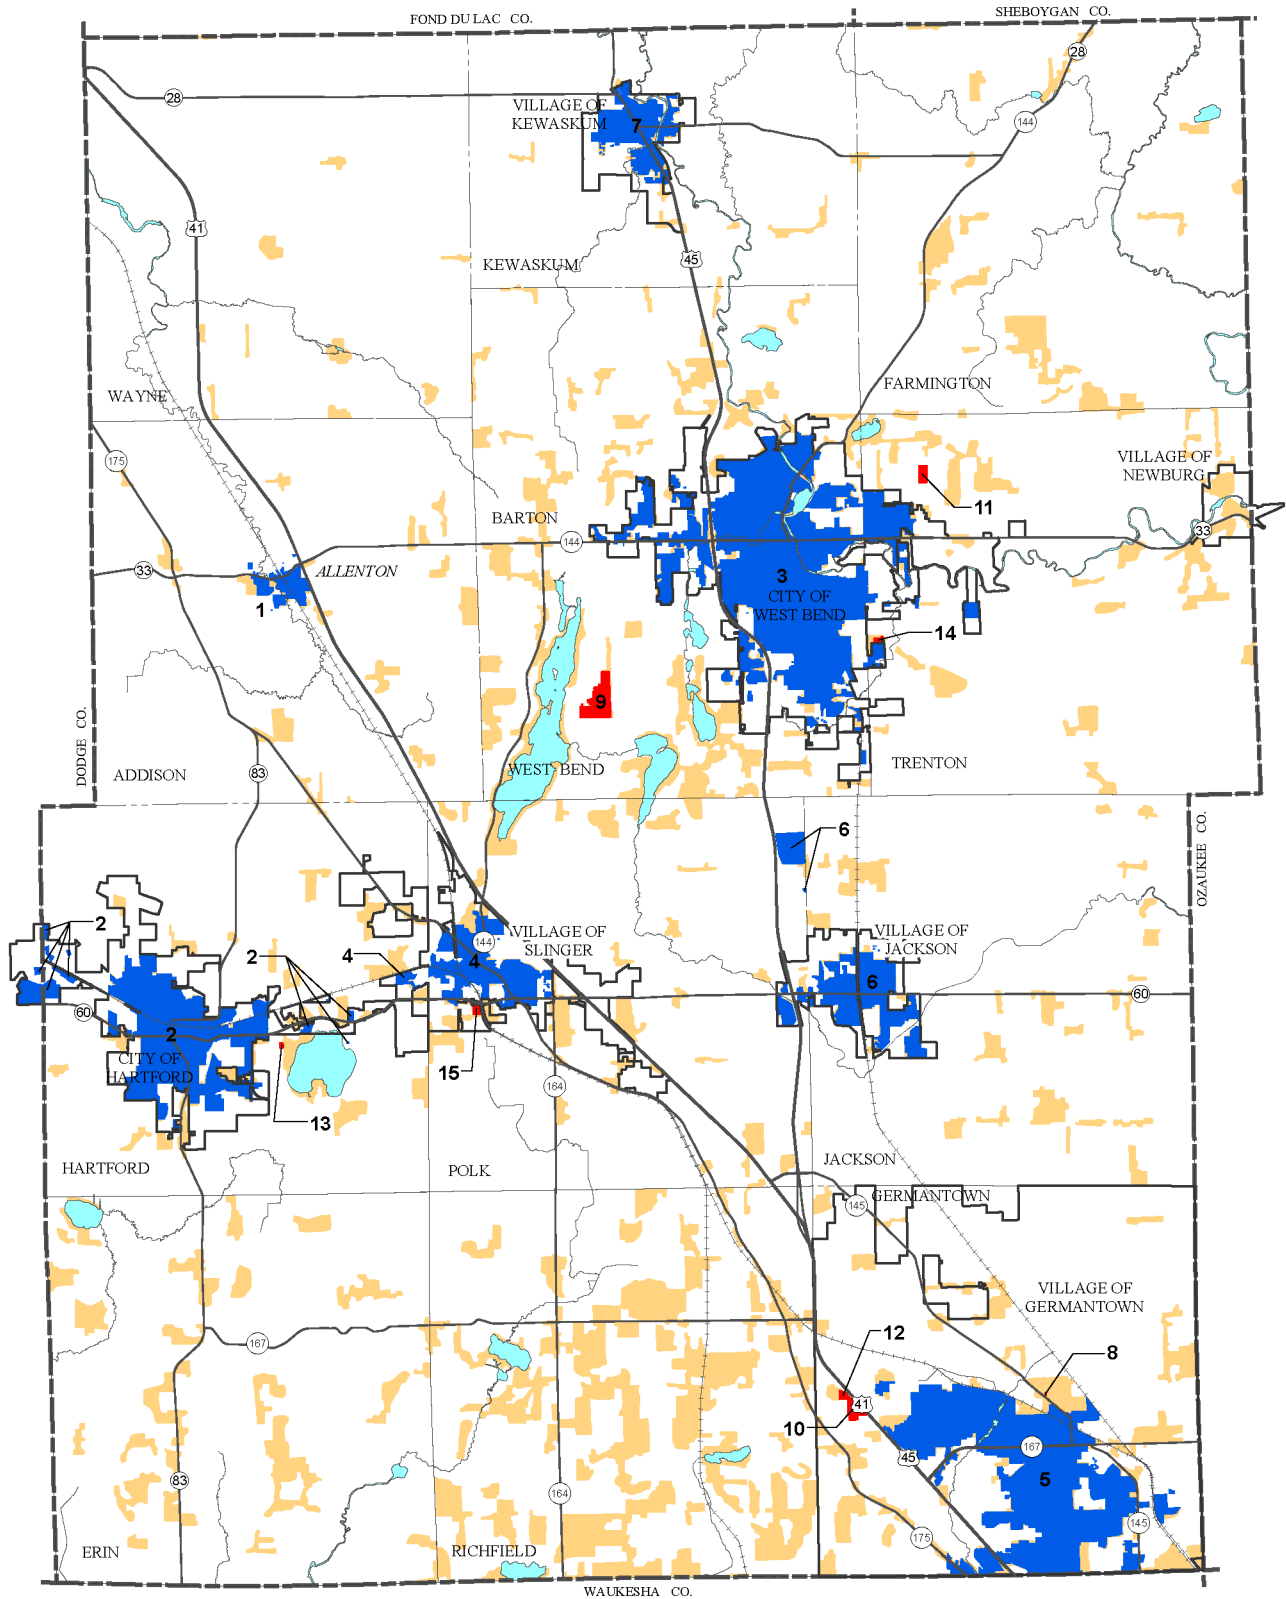 FOND DU LAC CO.
SHEBOYGAN CO.
28
28
VILLAGE OF
KEWASKUM
7
144
41
45
KEWASKUM
WAYNE
FARMINGTON
175
VILLAGE OF
NEWBURG
11
BARTON
33
144
33
ALLENTON
1
3
CITY OF
WEST BEND
14
9
DODGE CO.
ADDISON
83
WEST BEND
TRENTON
6
OZAUKEE CO.
2
2
4
144
4
VILLAGE OF
SLINGER
VILLAGE OF
JACKSON
6
60
60
2
CITY OF
HARTFORD
15
164
13
HARTFORD
POLK
JACKSON
145
GERMANTOWN
VILLAGE OF
GERMANTOWN
167
12
8
41
10
167
45
5
83
164
175
145
ERIN
RICHFIELD
WAUKESHA CO.